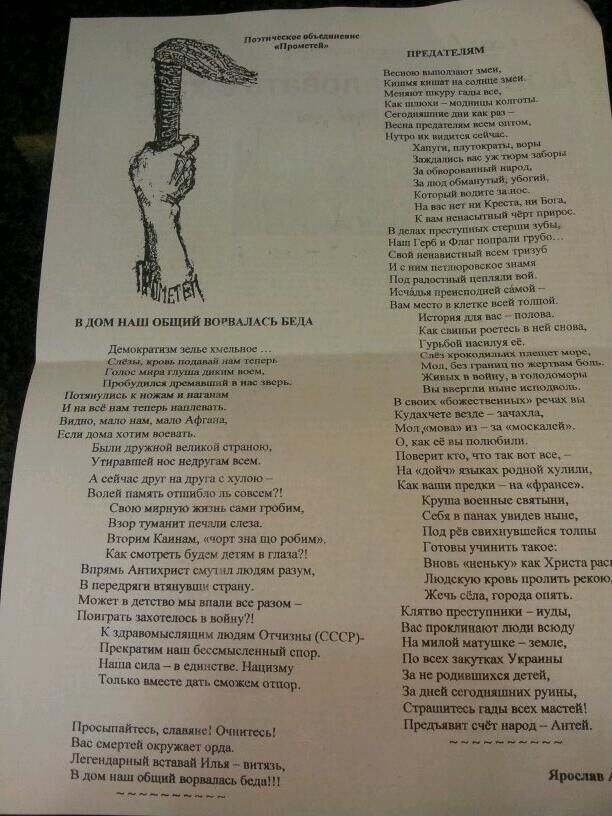 Поэтическое объединение
«Прометей»
ПРОМЕТЕЙ
В ДОМ НАШ ОБЩИЙ ВОРВАЛАСЬ БЕДА
Демократизм зелье хмельное ...
Слёзы, кровь подавай нам теперь
Голос мира глуша диким воем,
Пробудился дремавший в нас зверь.
Потянулись к ножам и наганам
И на всё нам теперь наплевать.
Видно, мало нам, мало Афгана,
Если дома хотим воевать.
Были дружной великой страною,
Утиравшей нос недругам всем.
А сейчас друг на друга с хулою –
Волей память отшибло ль совсем?!
Свою мирную жизнь сами гробим,
Взор туманит печали слеза.
Вторим Каинам, «чорт зна що робим».
Как смотреть будем детям в глаза?!
Впрямь Антихрист смутил людям разум,
В передряги втянувши страну.
Может в детство мы впали все разом –
Поиграть захотелось в войну?!
К здравомыслящим людям Отчизны (СССР)-
Прекратим наш бессмысленный спор.
Наша сила – в единстве. Нацизму
Только вместе дать сможем отпор.
Просыпайтесь, славяне! Очнитесь!
Вас смертей окружает орда.
Легендарный вставай Илья – витязь,
В дом наш общий ворвалась беда!!!
~ ~ ~ ~ ~ ~ ~ ~ ~ ~
ПРЕДАТЕЛЯМ
Весною выползают змеи,
Кишмя кишат на солнце змеи.
Меняют шкуру гады все,
Как шлюхи – модницы колготы.
Сегодняшние дни как раз –
Весна предателям всем оптом,
Нутро их видится сейчас.
Хапуги, плутократы, воры
Заждались вас уж тюрм заборы
За обворованный народ,
За люд обманутый, убогий,
Который водите за нос.
На вас нет ни Креста, ни Бога,
К вам ненасытный чёрт прирос.
В делах преступных стерши зубы,
Наш Герб и Флаг попрали грубо…
Свой ненавистный всем тризуб
И с ним петлюровское знамя
Под радостный цепляли вой.
Исчадья преисподней самой –
Вам место в клетке всей толпой.
История для вас – полова.
Как свиньи роетесь в ней снова,
Гурьбой насилуя её.
Слёз крокодильих плещет море,
Мол, без границ по жертвам боль.
Живых в войну, в голодоморы
Вы ввергли ныне исподволь.
В своих «божественных» речах вы
Кудахчете везде – зачахла,
Мол,«мова» из – за «москалей».
О, как её вы полюбили.
Поверит кто, что так вот все, –
На «дойч» языках родной хулили,
Как ваши предки – на «франсе».
Круша военные святыни,
Себя в панах увидев ныне,
Под рёв свихнувшейся толпы
Готовы учинить такое:
Вновь «неньку» как Христа
Людскую кровь пролить рекою,
Жечь сёла, города опять.
Клятво преступники – иуды,
Вас проклинают люди всюду
На милой матушке – земле,
По всех закутках Украины
За не родившихся детей,
За дней сегодняшних руины,
Страшитесь гады всех мастей!
Предъявит счёт народ – Антей.
~ ~ ~ ~ ~ ~ ~ ~ ~ ~
Ярослав